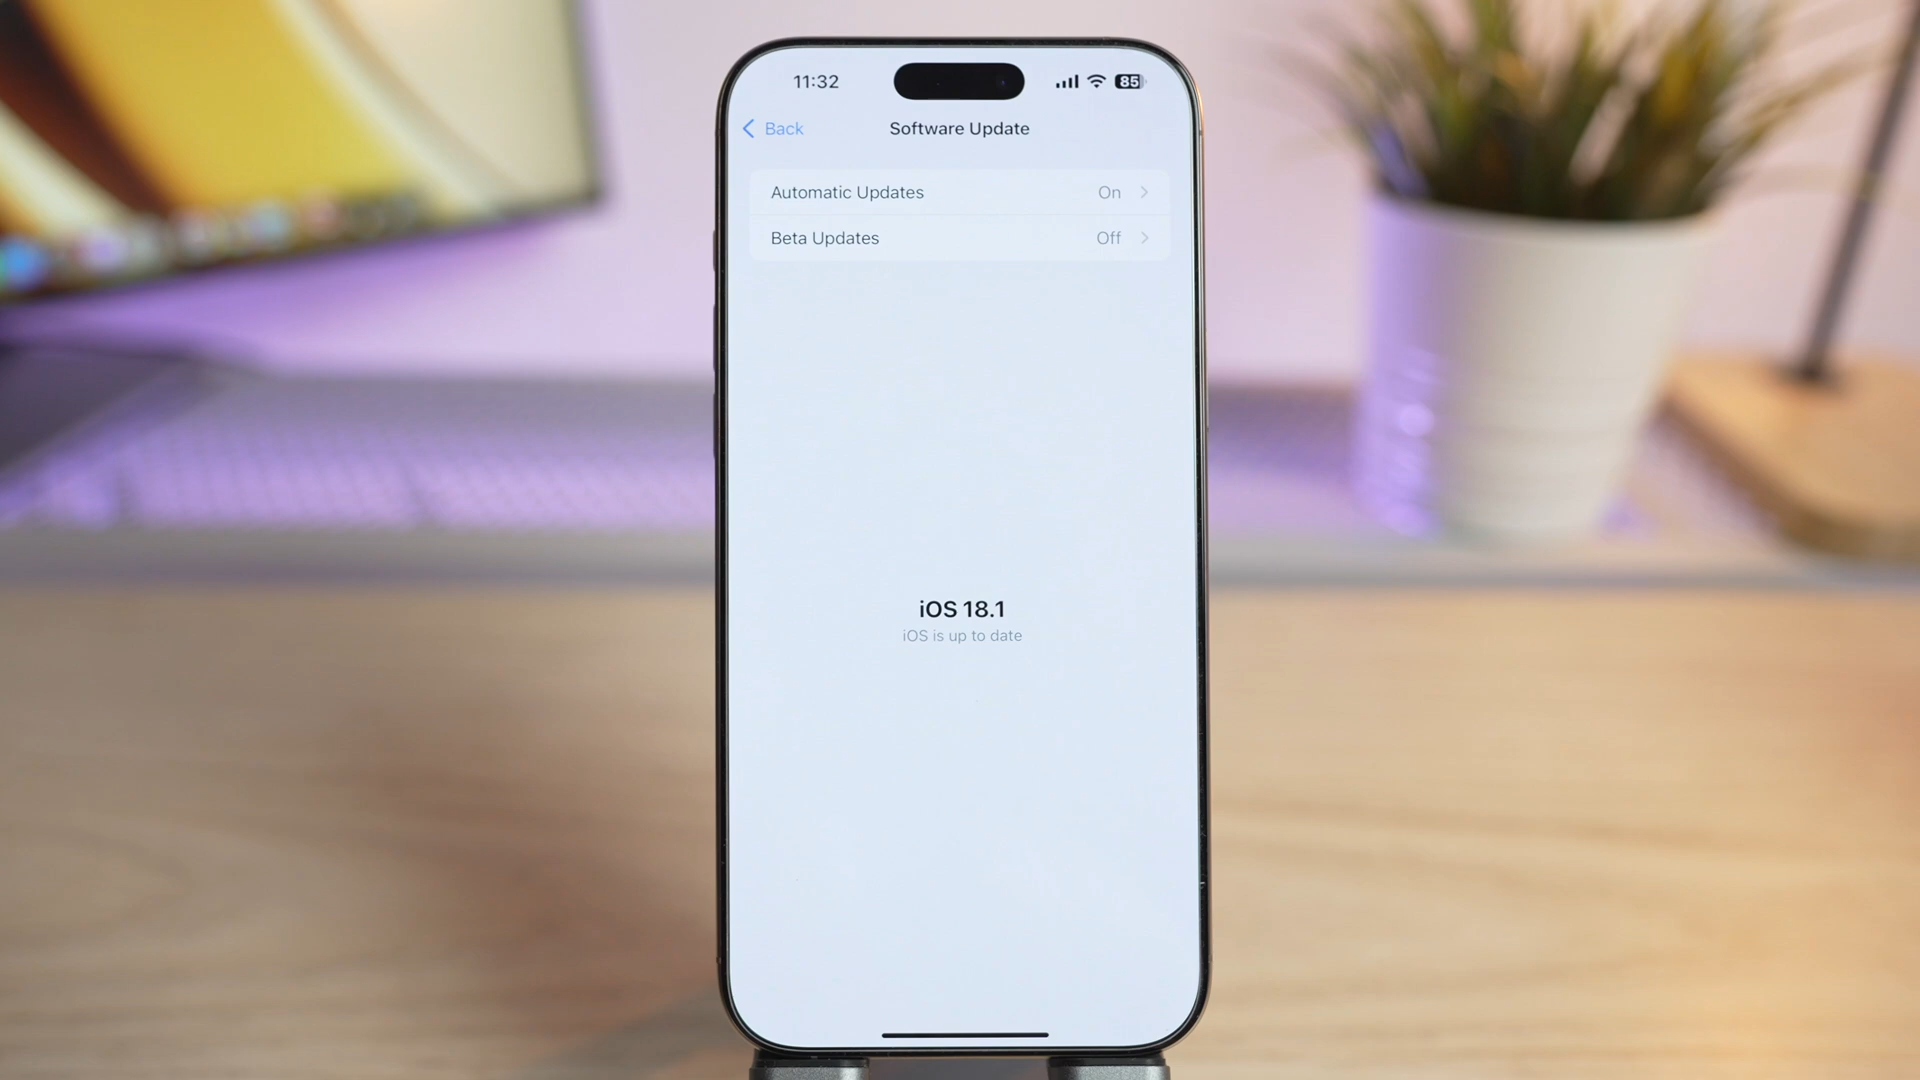 11:32 85
Back Software Update
Automatic Updates On
Beta Updates Off
iOS 18.1
iOS is up to date